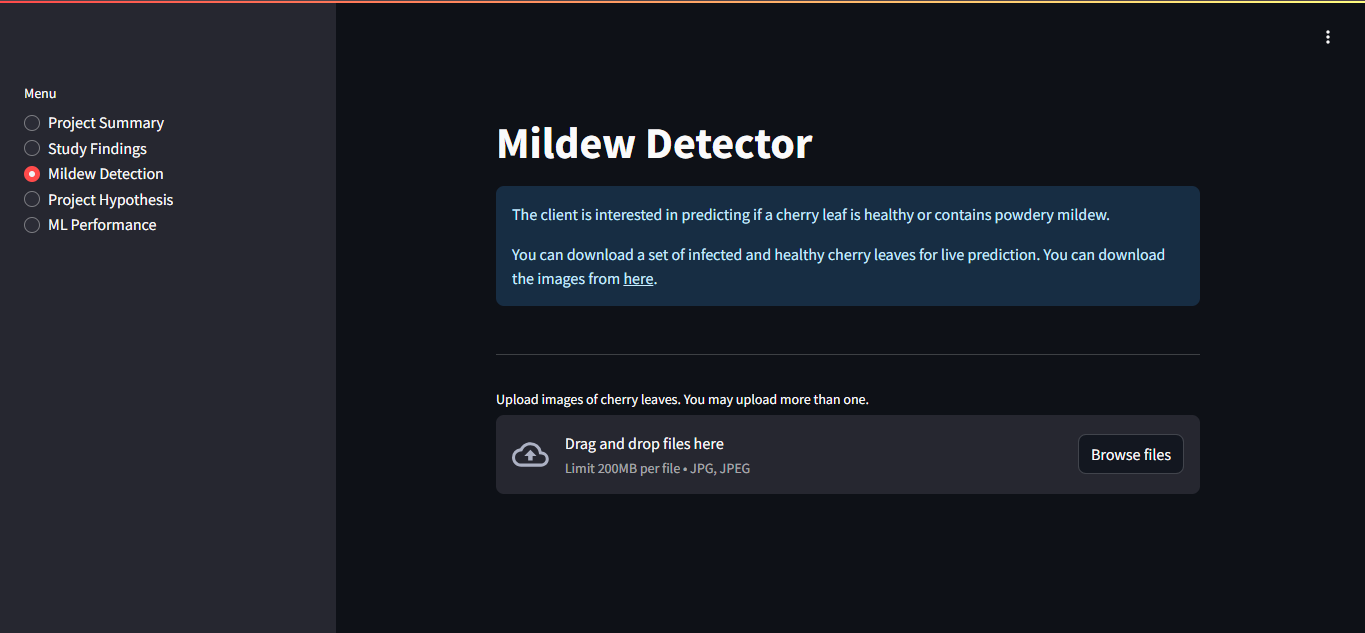 Menu
Project Summary
Study Findings
Mildew Detection
Project Hypothesis
ML Performance
Mildew Detector
The client is interested in predicting if a cherry leaf is healthy or contains powdery mildew.
You can download a set of infected and healthy cherry leaves for live prediction. You can download
the images from here.
Upload images of cherry leaves. You may upload more than one.
Drag and drop files here
Limit 200MB per file • JPG, JPEG
Browse files